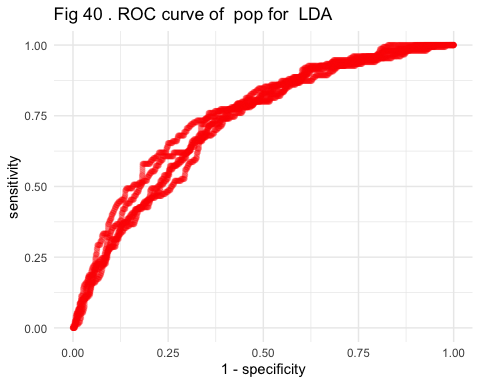 Fig 40 . ROC curve of  pop for  LDA
1.00
0.75
0.50
0.25
0.00
sensitivity
0.00 0.25 0.50 0.75 1.00
1 - specificity